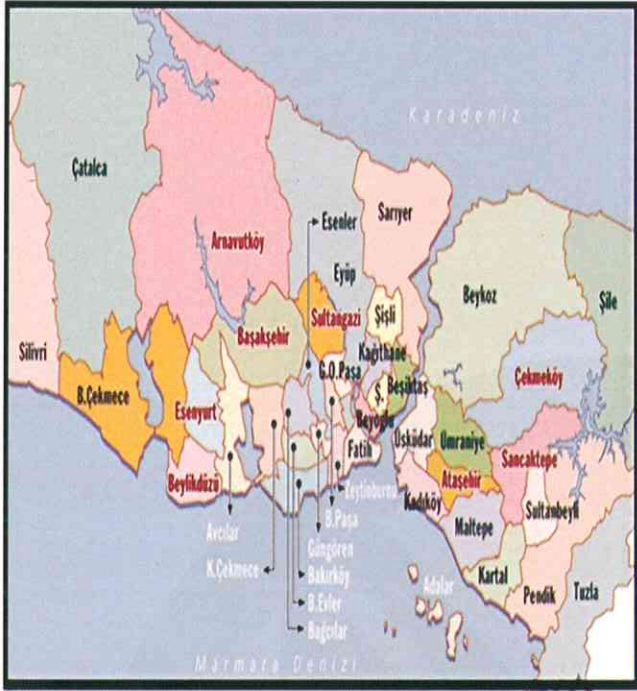 Karadeniz
Çatalca
Sarıyer
Esenler
Arnavutköy
Eyüp
Beykoz
Şile
Sultangazi
Şişli
Başakşehir
Silivri
Kağıthane
G.O.Paşa
Çekmeköy
B.Çekmece
Beşiktaş
Ş.
Esenyurt
Beyoğlu
Üsküdar
Ümraniye
Fatih
Sancaktepe
Ataşehir
Beylikdüzü
Zeytinburnu
Kadıköy
Sultanbeyli
B.Paşa
Maltepe
Avcılar
Güngören
K.Çekmece
Bakırköy
Kartal
Adalar
Pendik
Tuzla
B.Evler
Bağcılar
Marmara Denizi